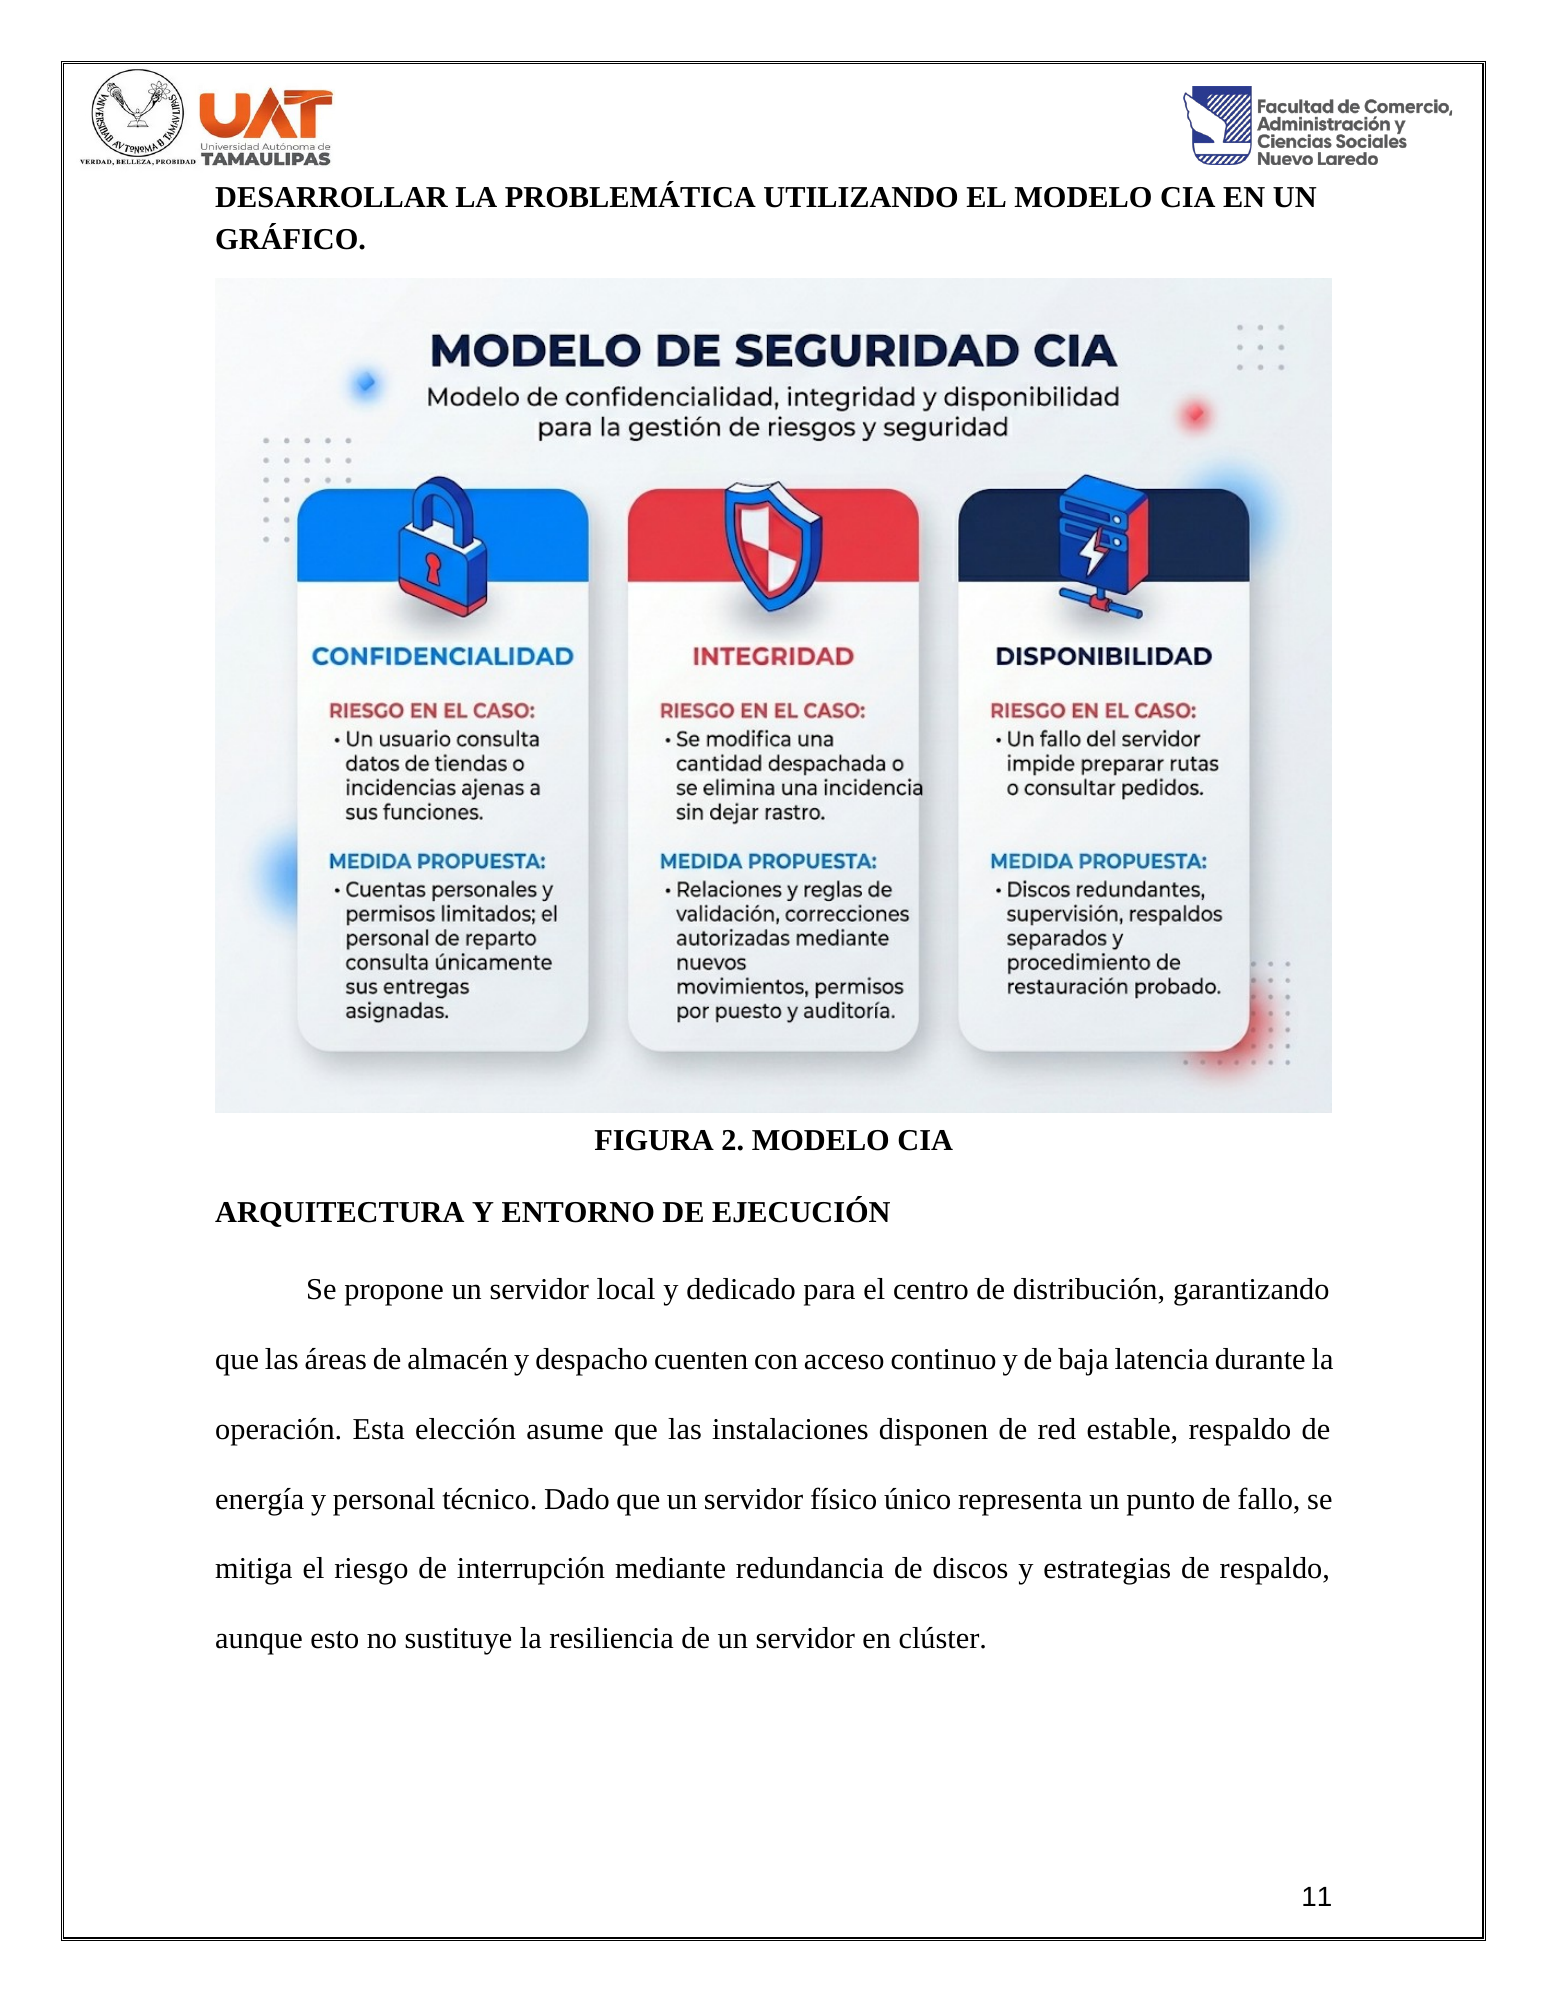 UNIVERSIDAD AVTONOMA D TAMAVLIPAS
VERDAD, BELLEZA, PROBIDAD
UAT
Universidad Autónoma de
TAMAULIPAS
Facultad de Comercio,
Administración y
Ciencias Sociales
Nuevo Laredo
DESARROLLAR LA PROBLEMÁTICA UTILIZANDO EL MODELO CIA EN UN
GRÁFICO.
MODELO DE SEGURIDAD CIA
Modelo de confidencialidad, integridad y disponibilidad
para la gestión de riesgos y seguridad
CONFIDENCIALIDAD
RIESGO EN EL CASO:
• Un usuario consulta
datos de tiendas o
incidencias ajenas a
sus funciones.
MEDIDA PROPUESTA:
• Cuentas personales y
permisos limitados; el
personal de reparto
consulta únicamente
sus entregas
asignadas.
INTEGRIDAD
RIESGO EN EL CASO:
• Se modifica una
cantidad despachada o
se elimina una incidencia
sin dejar rastro.
MEDIDA PROPUESTA:
• Relaciones y reglas de
validación, correcciones
autorizadas mediante
nuevos
movimientos, permisos
por puesto y auditoría.
DISPONIBILIDAD
RIESGO EN EL CASO:
• Un fallo del servidor
impide preparar rutas
o consultar pedidos.
MEDIDA PROPUESTA:
• Discos redundantes,
supervisión, respaldos
separados y
procedimiento de
restauración probado.
FIGURA 2. MODELO CIA
ARQUITECTURA Y ENTORNO DE EJECUCIÓN
Se propone un servidor local y dedicado para el centro de distribución, garantizando
que las áreas de almacén y despacho cuenten con acceso continuo y de baja latencia durante la
operación. Esta elección asume que las instalaciones disponen de red estable, respaldo de
energía y personal técnico. Dado que un servidor físico único representa un punto de fallo, se
mitiga el riesgo de interrupción mediante redundancia de discos y estrategias de respaldo,
aunque esto no sustituye la resiliencia de un servidor en clúster.
11